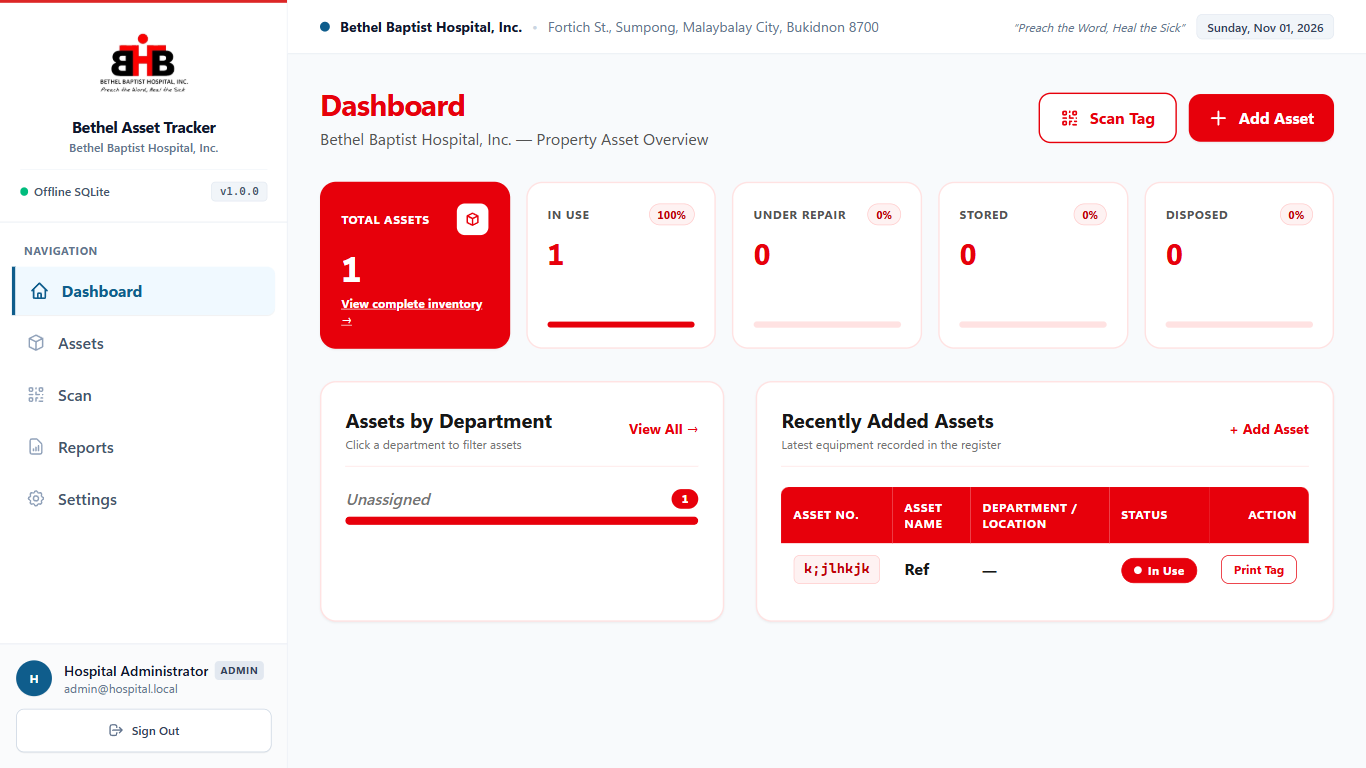 BHB
BETHEL BAPTIST HOSPITAL, INC.
Preach the Word, Heal the Sick
Bethel Asset Tracker
Bethel Baptist Hospital, Inc.
Offline SQLite v1.0.0
NAVIGATION
Dashboard
Assets
Scan
Reports
Settings
H
Hospital Administrator ADMIN
admin@hospital.local
Sign Out
Bethel Baptist Hospital, Inc. • Fortich St., Sumpong, Malaybalay City, Bukidnon 8700
"Preach the Word, Heal the Sick" Sunday, Nov 01, 2026
Dashboard
Bethel Baptist Hospital, Inc. — Property Asset Overview
Scan Tag
+ Add Asset
TOTAL ASSETS
1
View complete inventory
→
IN USE 100%
1
UNDER REPAIR 0%
0
STORED 0%
0
DISPOSED 0%
0
Assets by Department
Click a department to filter assets
View All →
Unassigned 1
Recently Added Assets
Latest equipment recorded in the register
+ Add Asset
ASSET NO. ASSET NAME DEPARTMENT / LOCATION STATUS ACTION
k;jlhkjk Ref — In Use Print Tag